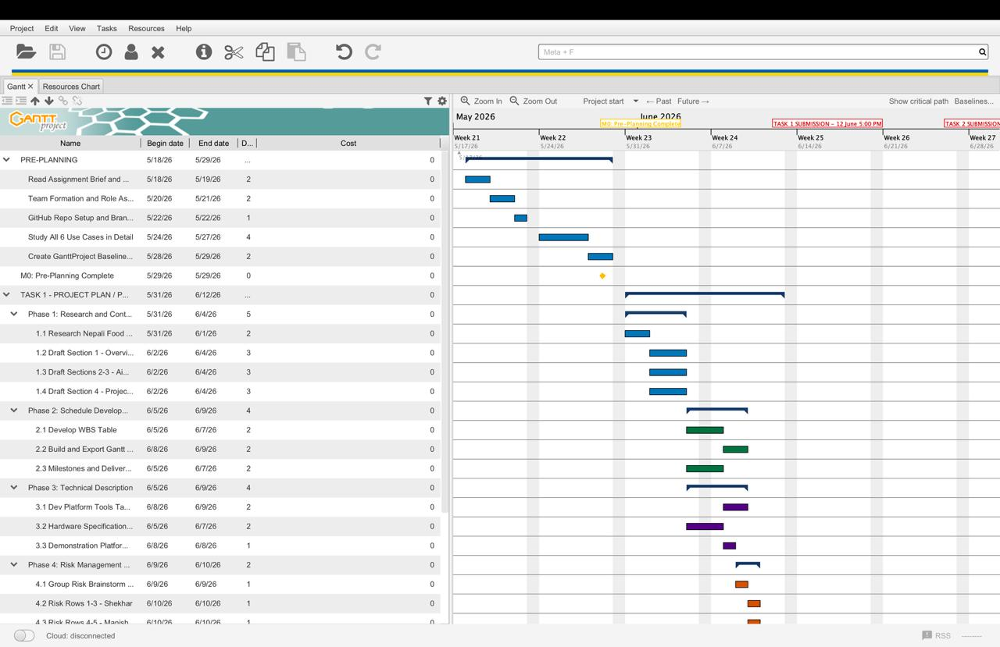 Project Edit View Tasks Resources Help
Meta + F
Gantt Resources Chart
Zoom In Zoom Out Project start ← Past Future → Show critical path Baselines...
GANTT project
May 2026 June 2026
M0: Pre-Planning Complete TASK 1 SUBMISSION - 12 June 5:00 PM TASK 2 SUBMISSION
Name Begin date End date D... Cost
Week 21 Week 22 Week 23 Week 24 Week 25 Week 26 Week 27
5/17/26 5/24/26 5/31/26 6/7/26 6/14/26 6/21/26 6/28/26
PRE-PLANNING 5/18/26 5/29/26 ... 0
Read Assignment Brief and ... 5/18/26 5/19/26 2 0
Team Formation and Role As... 5/20/26 5/21/26 2 0
GitHub Repo Setup and Bran... 5/22/26 5/22/26 1 0
Study All 6 Use Cases in Detail 5/24/26 5/27/26 4 0
Create GanttProject Baseline... 5/28/26 5/29/26 2 0
M0: Pre-Planning Complete 5/29/26 5/29/26 0 0
TASK 1 - PROJECT PLAN / P... 5/31/26 6/12/26 ... 0
Phase 1: Research and Cont... 5/31/26 6/4/26 5 0
1.1 Research Nepali Food ... 5/31/26 6/1/26 2 0
1.2 Draft Section 1 - Overvi... 6/2/26 6/4/26 3 0
1.3 Draft Sections 2-3 - Ai... 6/2/26 6/4/26 3 0
1.4 Draft Section 4 - Projec... 6/2/26 6/4/26 3 0
Phase 2: Schedule Develop... 6/5/26 6/9/26 4 0
2.1 Develop WBS Table 6/5/26 6/7/26 2 0
2.2 Build and Export Gantt ... 6/8/26 6/9/26 2 0
2.3 Milestones and Deliver... 6/5/26 6/7/26 2 0
Phase 3: Technical Description 6/5/26 6/9/26 4 0
3.1 Dev Platform Tools Ta... 6/8/26 6/9/26 2 0
3.2 Hardware Specification... 6/5/26 6/7/26 2 0
3.3 Demonstration Platfor... 6/8/26 6/8/26 1 0
Phase 4: Risk Management ... 6/9/26 6/10/26 2 0
4.1 Group Risk Brainstorm ... 6/9/26 6/9/26 1 0
4.2 Risk Rows 1-3 - Shekhar 6/10/26 6/10/26 1 0
4.3 Risk Rows 4-5 - Manish 6/10/26 6/10/26 1 0
Cloud: disconnected RSS --------